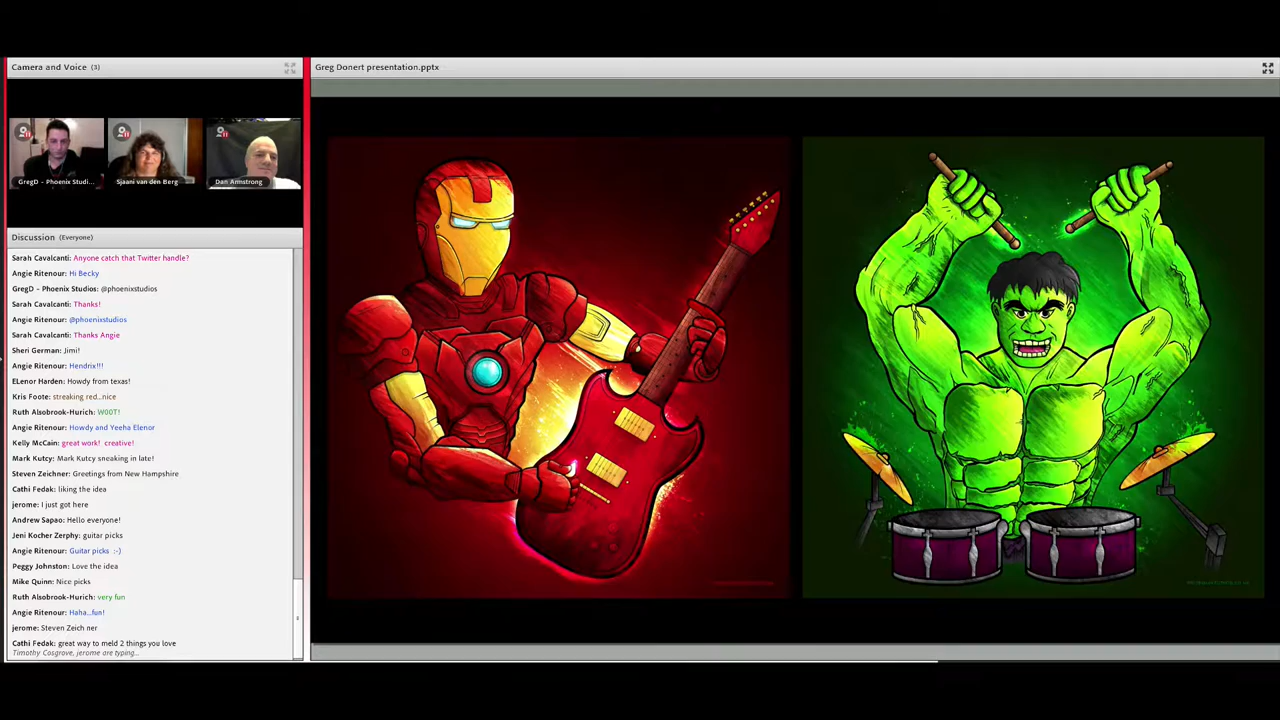 Camera and Voice (3)
Greg Donert presentation.pptx
GregD - Phoenix Studi...
Sjaani van den Berg
Dan Armstrong
Discussion (Everyone)
Sarah Cavalcanti: Anyone catch that Twitter handle?
Angie Ritenour: Hi Becky
GregD - Phoenix Studios: @phoenixstudios
Sarah Cavalcanti: Thanks!
Angie Ritenour: @phoenixstudios
Sarah Cavalcanti: Thanks Angie
Sheri German: Jimi!
Angie Ritenour: Hendrix!!!
ELenor Harden: Howdy from texas!
Kris Foote: streaking red...nice
Ruth Alsobrook-Hurich: W00T!
Angie Ritenour: Howdy and Yeeha Elenor
Kelly McCain: great work! creative!
Mark Kutcy: Mark Kutcy sneaking in late!
Steven Zeichner: Greetings from New Hampshire
Cathi Fedak: liking the idea
jerome: I just got here
Andrew Sapao: Hello everyone!
Jeni Kocher Zerphy: guitar picks
Angie Ritenour: Guitar picks :-)
Peggy Johnston: Love the idea
Mike Quinn: Nice picks
Ruth Alsobrook-Hurich: very fun
Angie Ritenour: Haha...fun!
jerome: Steven Zeich ner
Cathi Fedak: great way to meld 2 things you love
Timothy Cosgrove, jerome are typing...